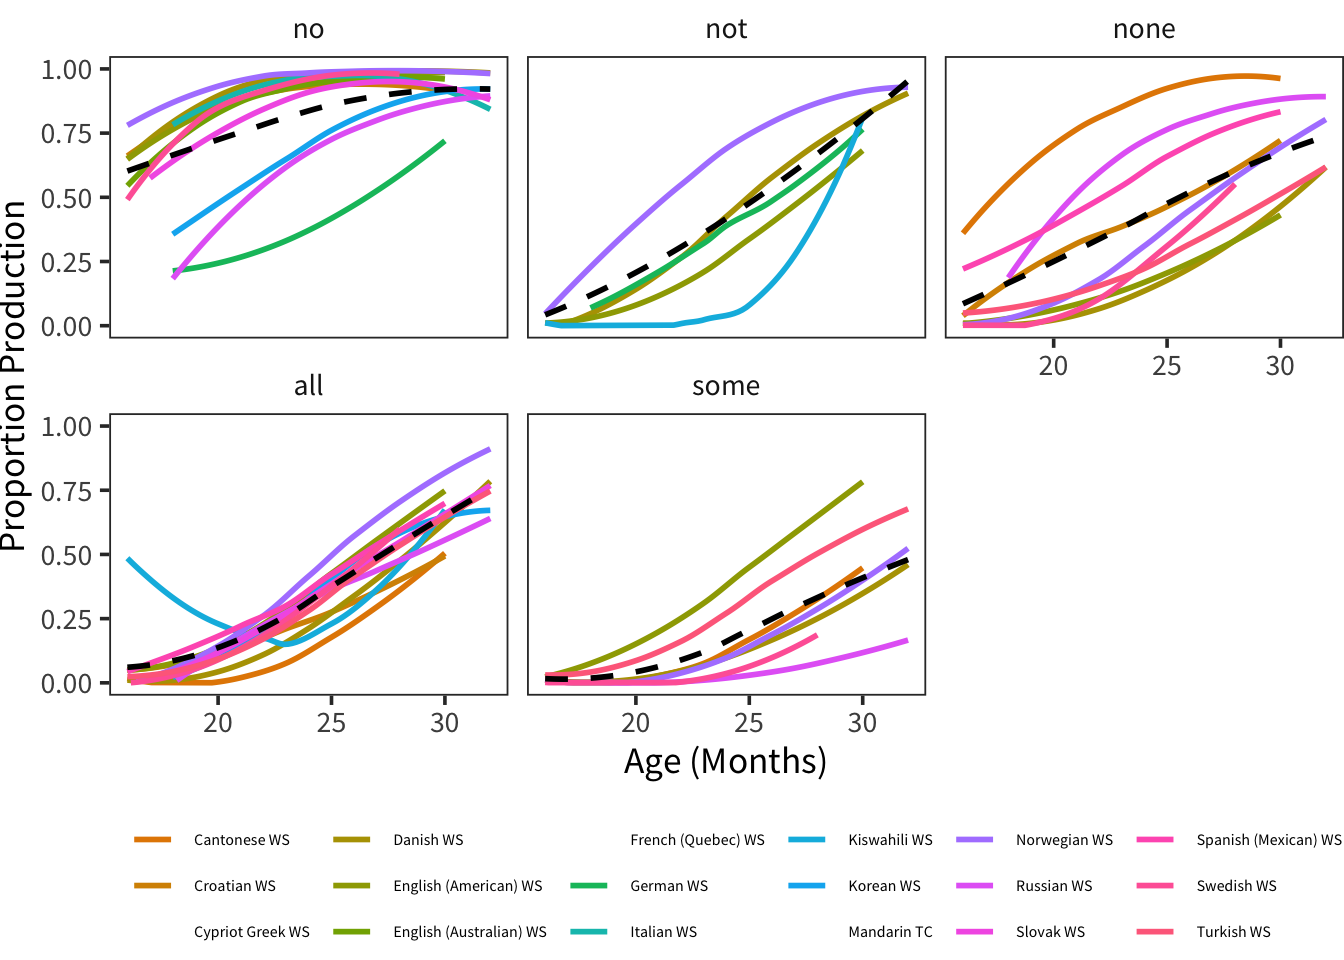 no
not
none
1.00
0.75
0.50
0.25
0.00
20
25
30
all
some
1.00
0.75
0.50
0.25
0.00
20
25
30
20
25
30
Proportion Production
Age (Months)
Cantonese WS
Danish WS
French (Quebec) WS
Kiswahili WS
Norwegian WS
Spanish (Mexican) WS
Croatian WS
English (American) WS
German WS
Korean WS
Russian WS
Swedish WS
Cypriot Greek WS
English (Australian) WS
Italian WS
Mandarin TC
Slovak WS
Turkish WS